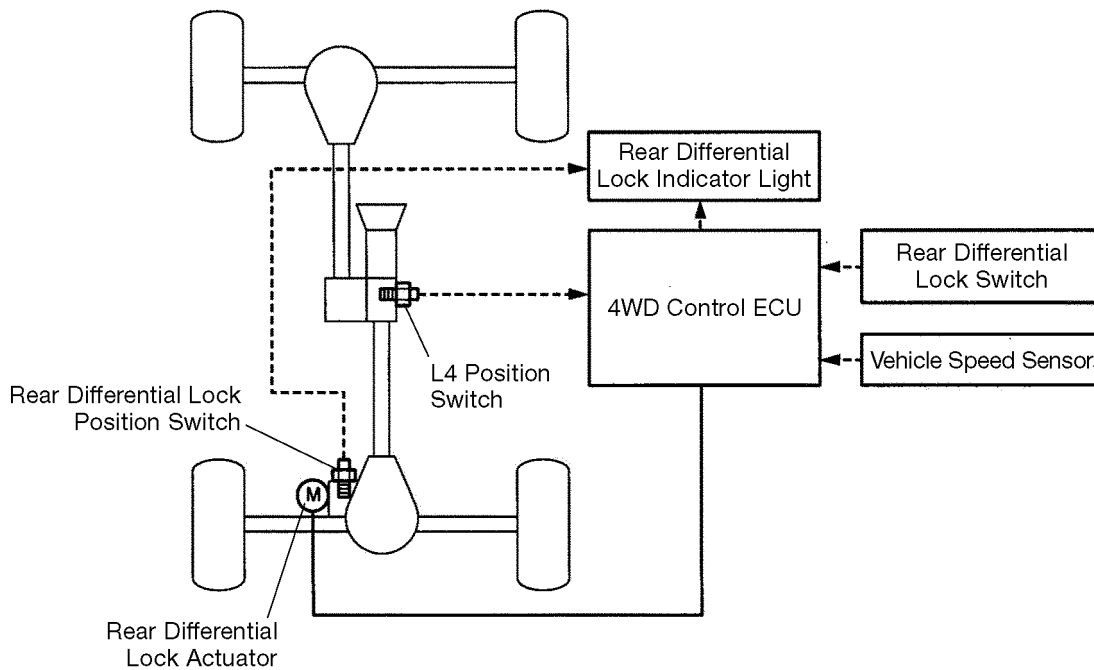 Rear Differential
Lock Indicator Light
Rear Differential
Lock Switch
4WD Control ECU
Vehicle Speed Sensors
L4 Position
Switch
Rear Differential Lock
Position Switch
M
Rear Differential
Lock Actuator